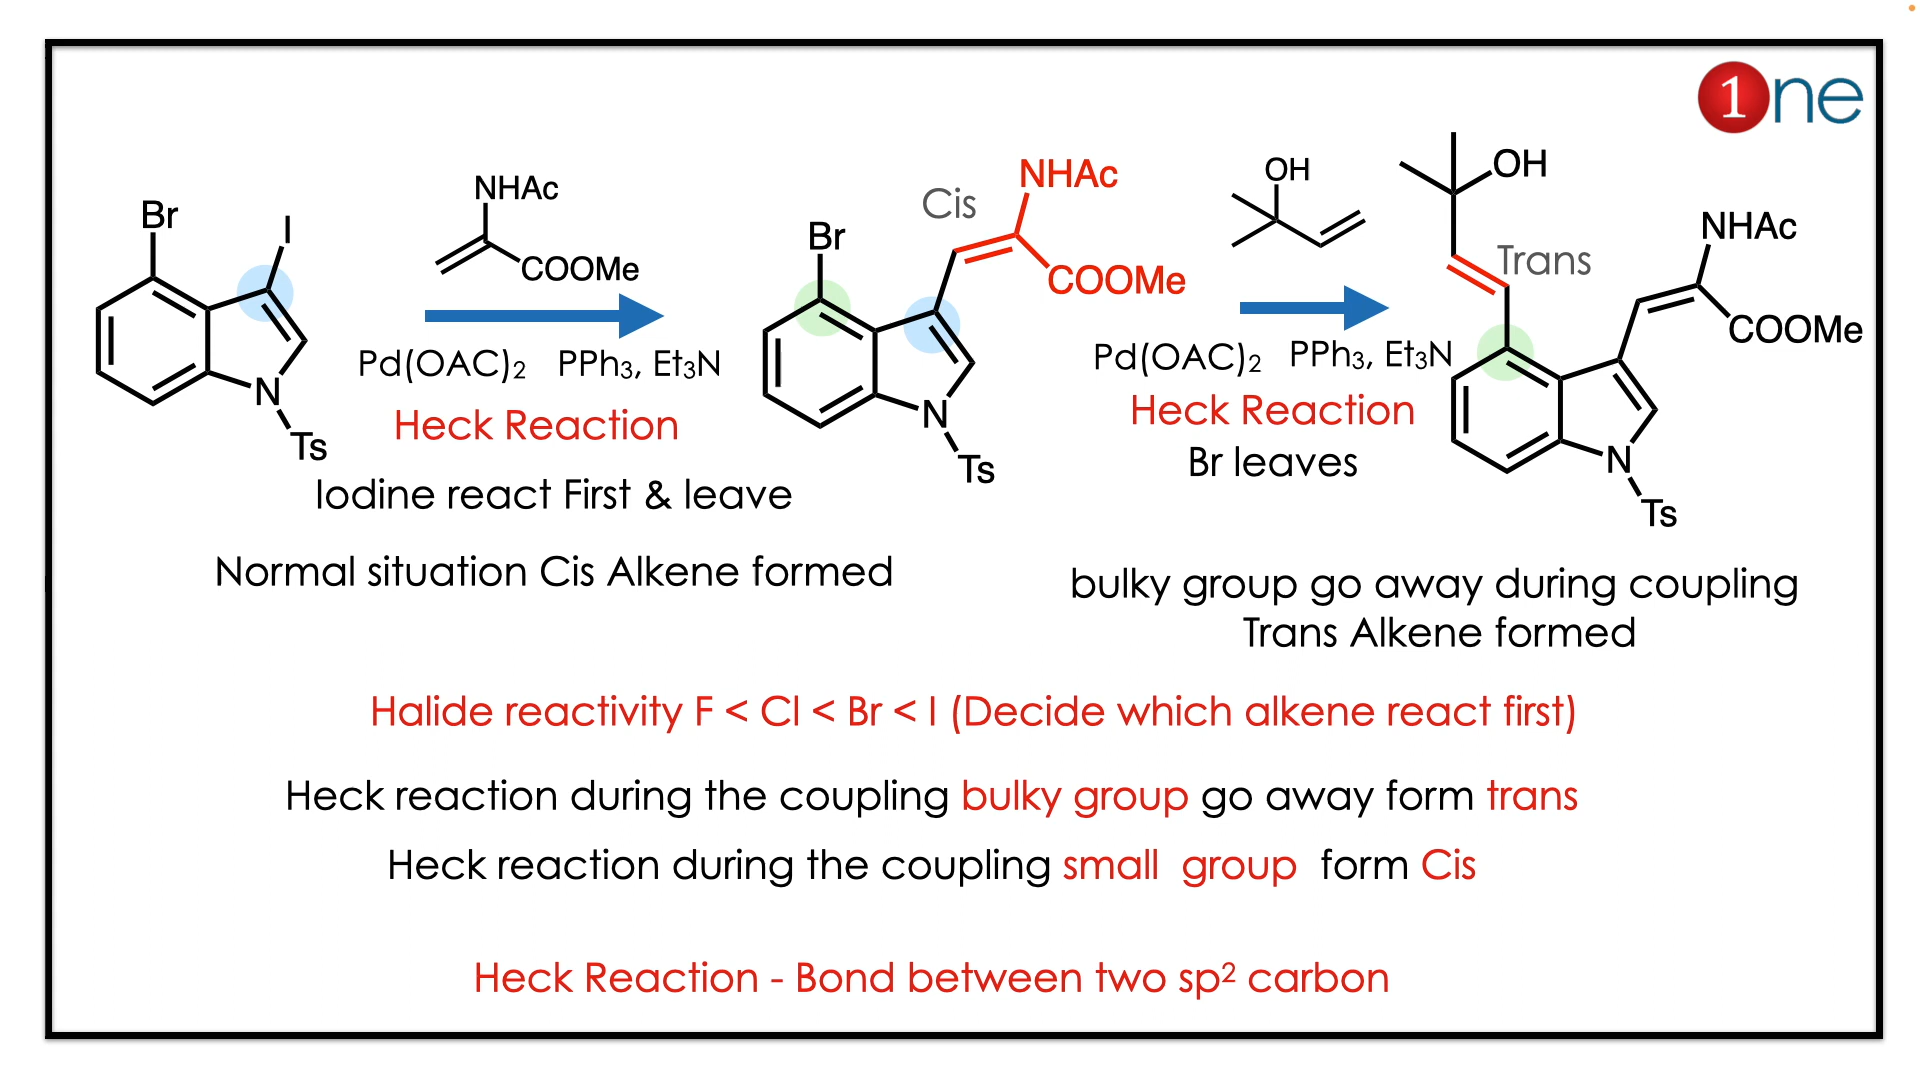 1ne
Br
I
N
Ts
NHAc
COOMe
Pd(OAC)2 PPh3, Et3N
Heck Reaction
Iodine react First & leave
Br
Cis
NHAc
COOMe
N
Ts
OH
Pd(OAC)2 PPh3, Et3N
Heck Reaction
Br leaves
OH
Trans
NHAc
COOMe
N
Ts
Normal situation Cis Alkene formed
bulky group go away during coupling
Trans Alkene formed
Halide reactivity F < Cl < Br < I (Decide which alkene react first)
Heck reaction during the coupling bulky group go away form trans
Heck reaction during the coupling small group form Cis
Heck Reaction - Bond between two sp² carbon